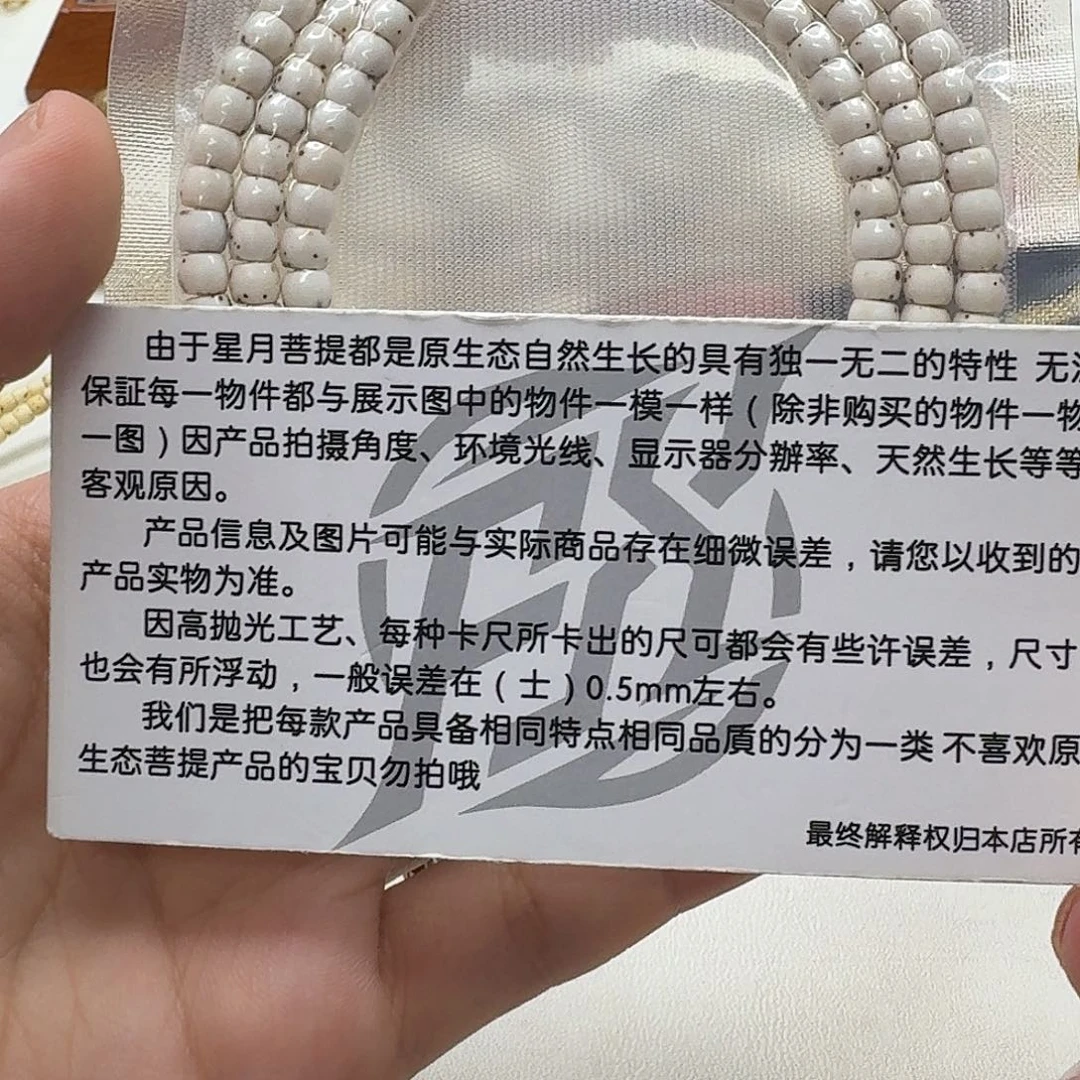 由于星月菩提都是原生态自然生长的具有独一无二的特性 无
保証每一物件都与展示图中的物件一模一样（除非购买的物件一物
一图）因产品拍摄角度、环境光线、显示器分辦率、天然生长等等
客观原因。
产品信息及图片可能与实际商品存在细微误差，请您以收到的
产品实物为准。
因高抛光工艺、每种卡尺所卡出的尺可都会有些许误差，尺寸
也会有所浮动，一般误差在（士）0.5mm左右。
我们是把每款产品具备相同特点相同品質的分为一类 不喜欢原
生态菩提产品的宝贝勿拍哦
最终解释权归本店所有